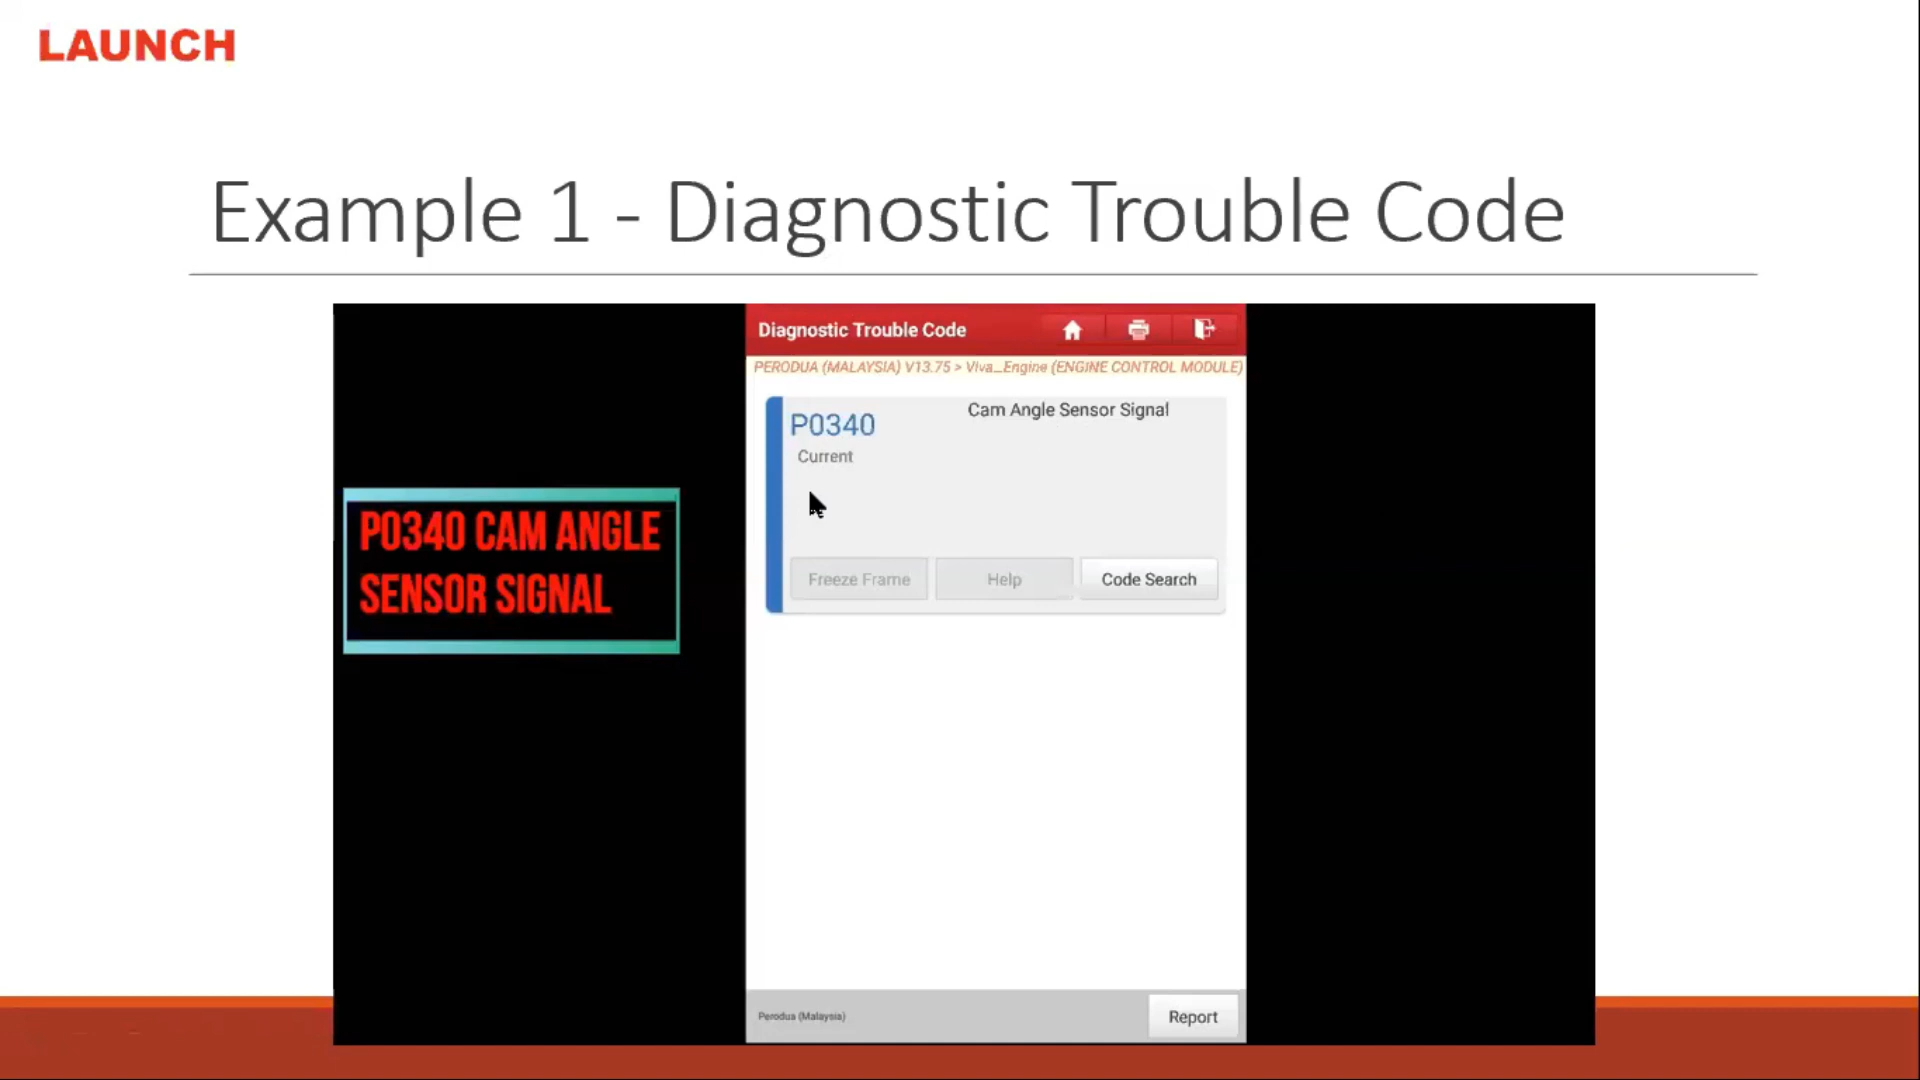 LAUNCH
Example 1 - Diagnostic Trouble Code
Diagnostic Trouble Code
PERODUA (MALAYSIA) V13.75 > Viva_Engine (ENGINE CONTROL MODULE)
P0340
Cam Angle Sensor Signal
Current
Freeze Frame
Help
Code Search
P0340 CAM ANGLE
SENSOR SIGNAL
Perodua (Malaysia)
Report